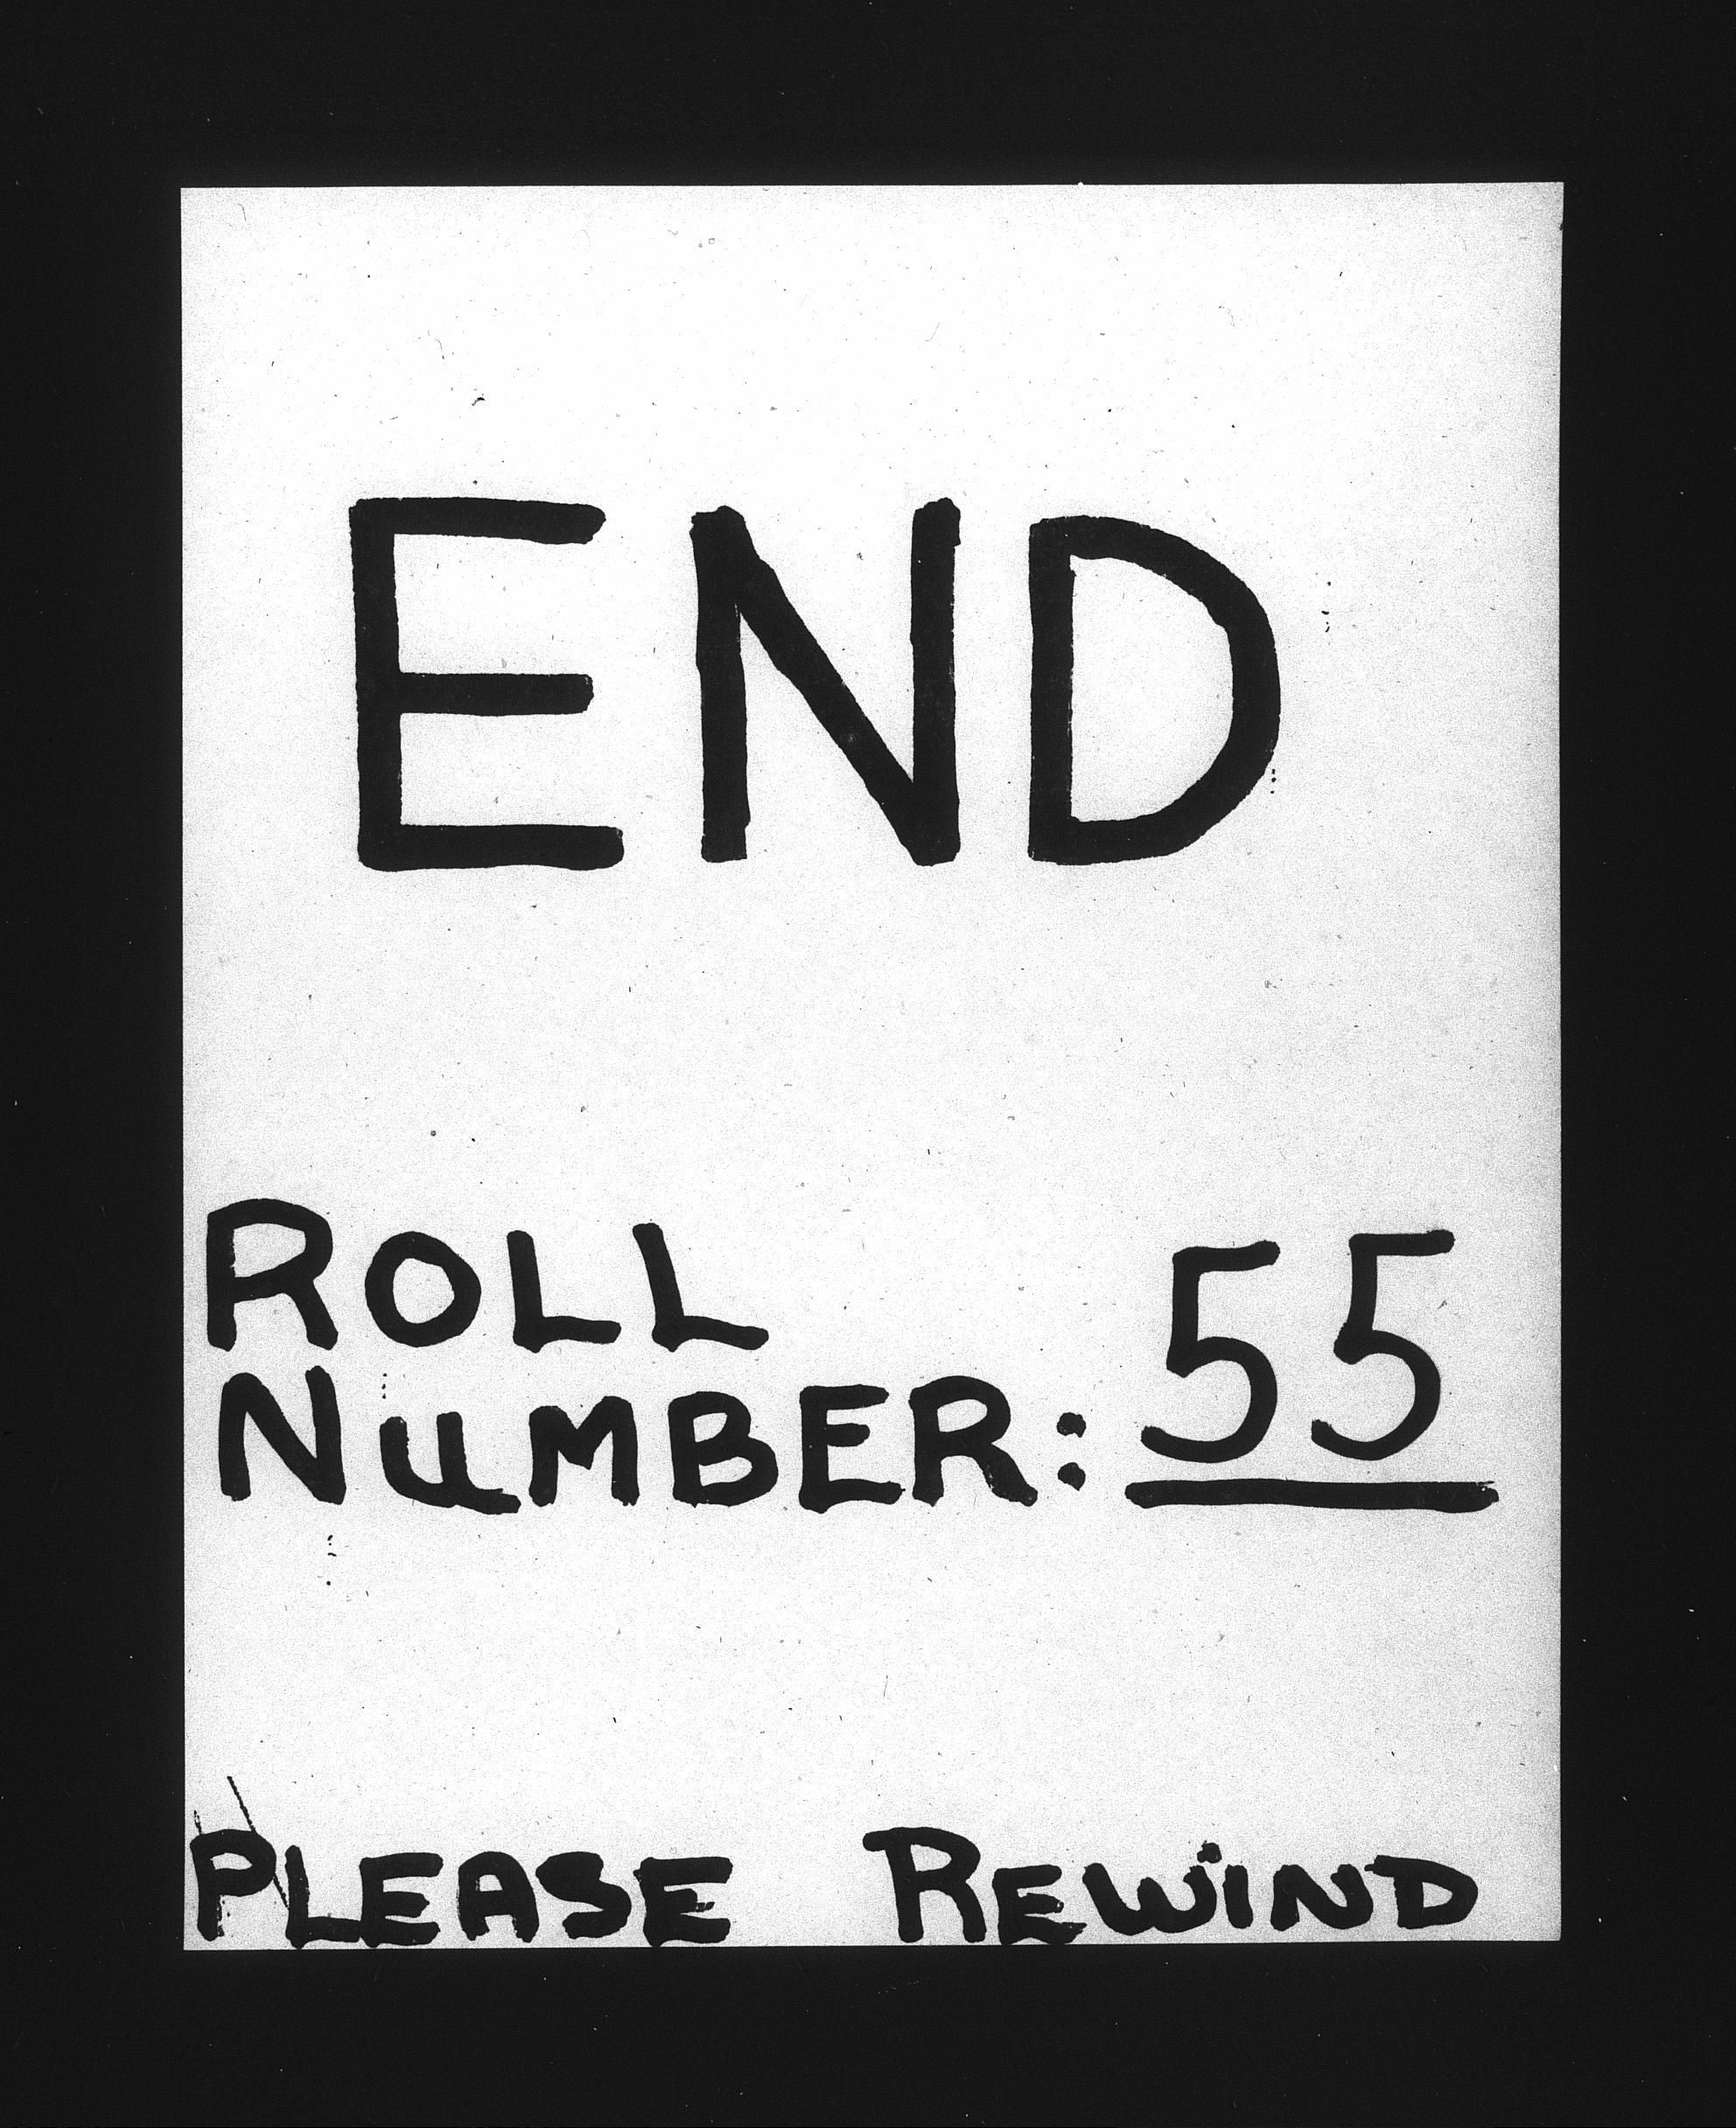 END
ROLL
NUMBER: 55
PLEASE REWIND